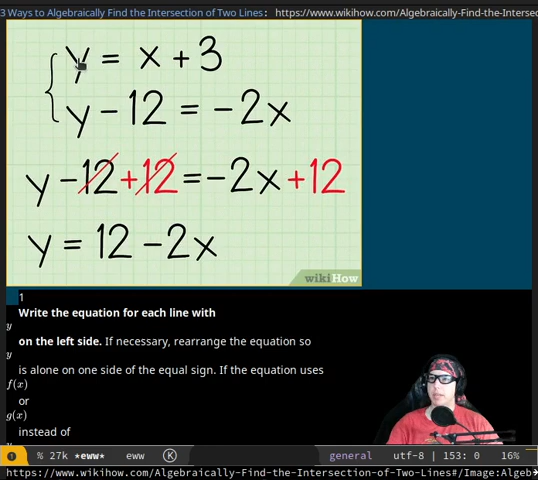 3 Ways to Algebraically Find the Intersection of Two Lines: https://www.wikihow.com/Algebraically-Find-the-Intersec
y = x + 3
y - 12 = -2x
y - 12 + 12 = -2x + 12
y = 12 - 2x
wikiHow
1
Write the equation for each line with
y
on the left side. If necessary, rearrange the equation so
y
is alone on one side of the equal sign. If the equation uses
f(x)
or
g(x)
instead of
% 27k *eww* eww K general utf-8 | 153: 0 16%
https://www.wikihow.com/Algebraically-Find-the-Intersection-of-Two-Lines#/Image:Algeb